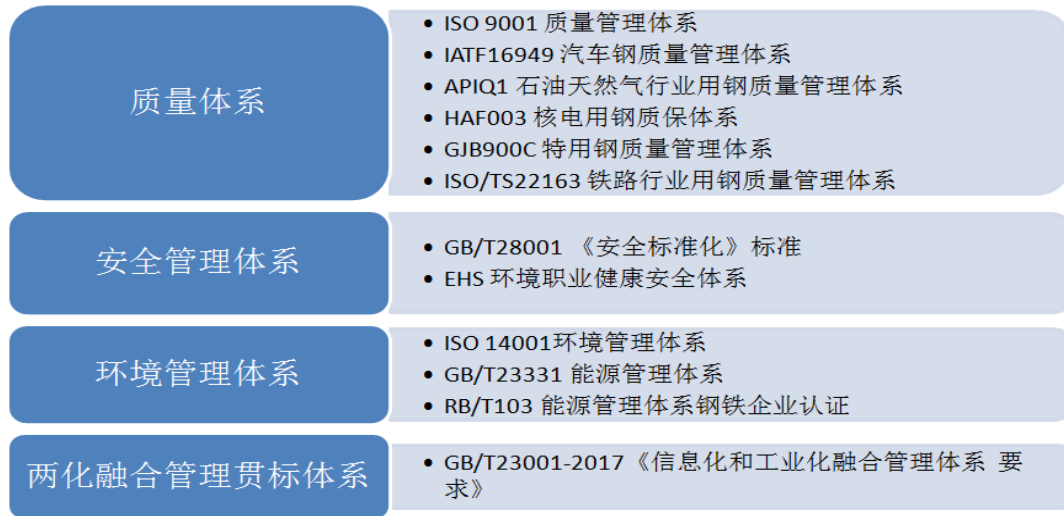 质量体系
• ISO 9001 质量管理体系
• IATF16949 汽车钢质量管理体系
• APIQ1 石油天然气行业用钢质量管理体系
• HAF003 核电用钢质保体系
• GJB900C 特用钢质量管理体系
• ISO/TS22163 铁路行业用钢质量管理体系
安全管理体系
• GB/T28001 《安全标准化》标准
• EHS 环境职业健康安全体系
环境管理体系
• ISO 14001环境管理体系
• GB/T23331 能源管理体系
• RB/T103 能源管理体系钢铁企业认证
两化融合管理贯标体系
• GB/T23001-2017《信息化和工业化融合管理体系 要
求》